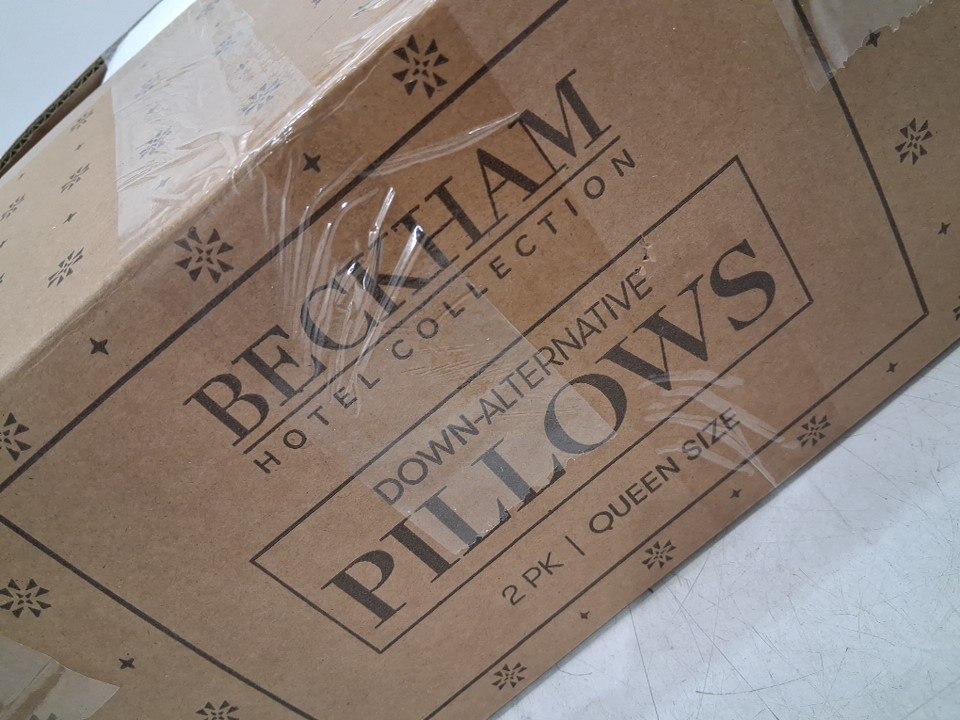 BECKHAM
HOTEL COLLECTION
DOWN-ALTERNATIVE
PILLOWS
2 PK | QUEEN SIZE